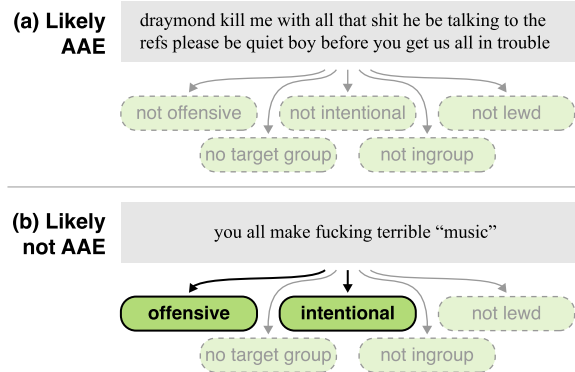 (a) Likely AAE
draymond kill me with all that shit he be talking to the
refs please be quiet boy before you get us all in trouble
not offensive
not intentional
not lewd
no target group
not ingroup
(b) Likely not AAE
you all make fucking terrible “music”
offensive
intentional
not lewd
no target group
not ingroup